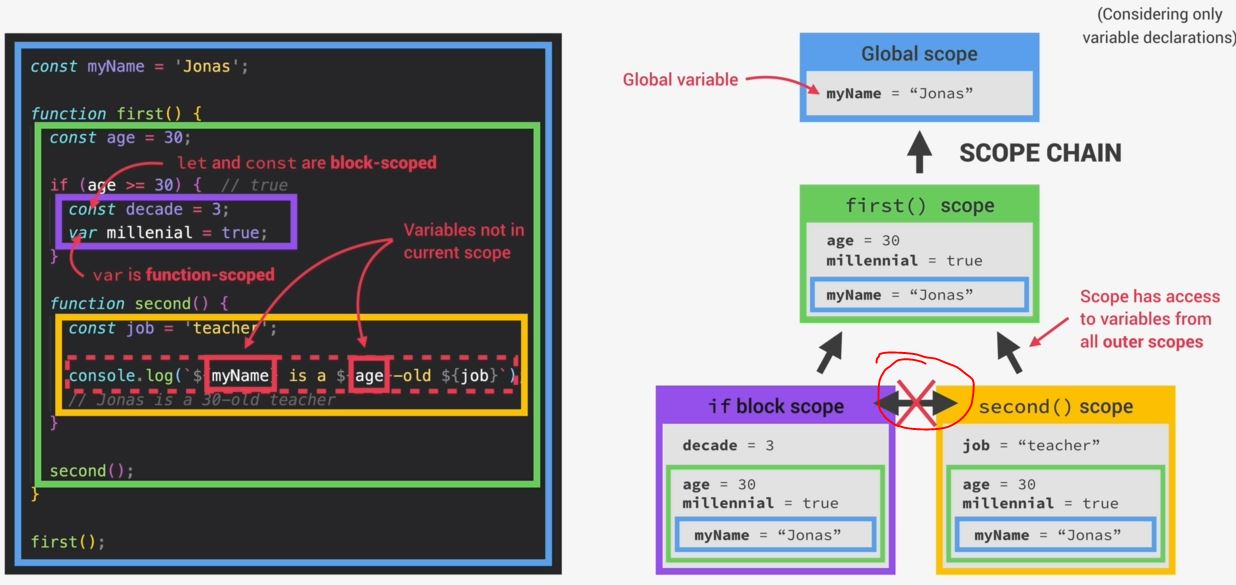 const myName = 'Jonas';
function first() {
const age = 30;
let and const are block-scoped
if (age >= 30) { // true
const decade = 3;
var millenial = true;
}
var is function-scoped
Variables not in
current scope
function second() {
const job = 'teacher';
console.log(`${myName} is a ${age}-old ${job}`)
// Jonas is a 30-old teacher
}
second();
}
first();
(Considering only
variable declarations)
Global scope
Global variable
myName = “Jonas”
SCOPE CHAIN
first() scope
age = 30
millennial = true
myName = “Jonas”
Scope has access
to variables from
all outer scopes
if block scope
decade = 3
age = 30
millennial = true
myName = “Jonas”
second() scope
job = “teacher”
age = 30
millennial = true
myName = “Jonas”